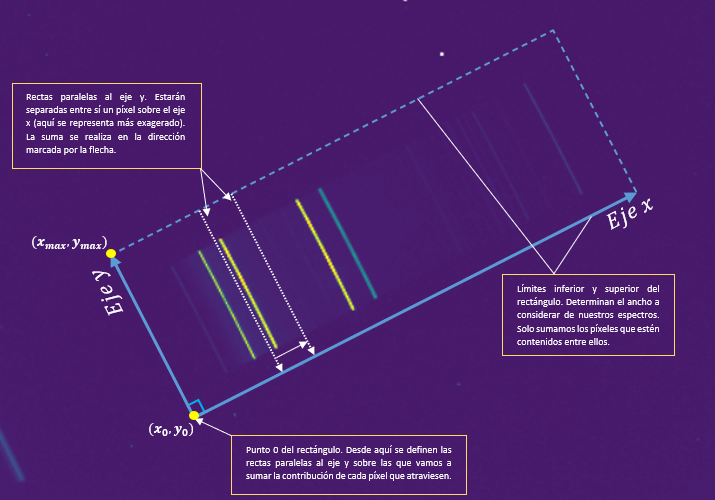 Rectas paralelas al eje y. Estarán
separadas entre sí un píxel sobre el eje
x (aquí se representa más exagerado).
La suma se realiza en la dirección
marcada por la flecha.
(x_max, y_max)
Eje y
Eje x
Límites inferior y superior del
rectángulo. Determinan el ancho a
considerar de nuestros espectros.
Solo sumamos los píxeles que estén
contenidos entre ellos.
(x_0, y_0)
Punto 0 del rectángulo. Desde aquí se definen las
rectas paralelas al eje y sobre las que vamos a
sumar la contribución de cada píxel que atraviesen.